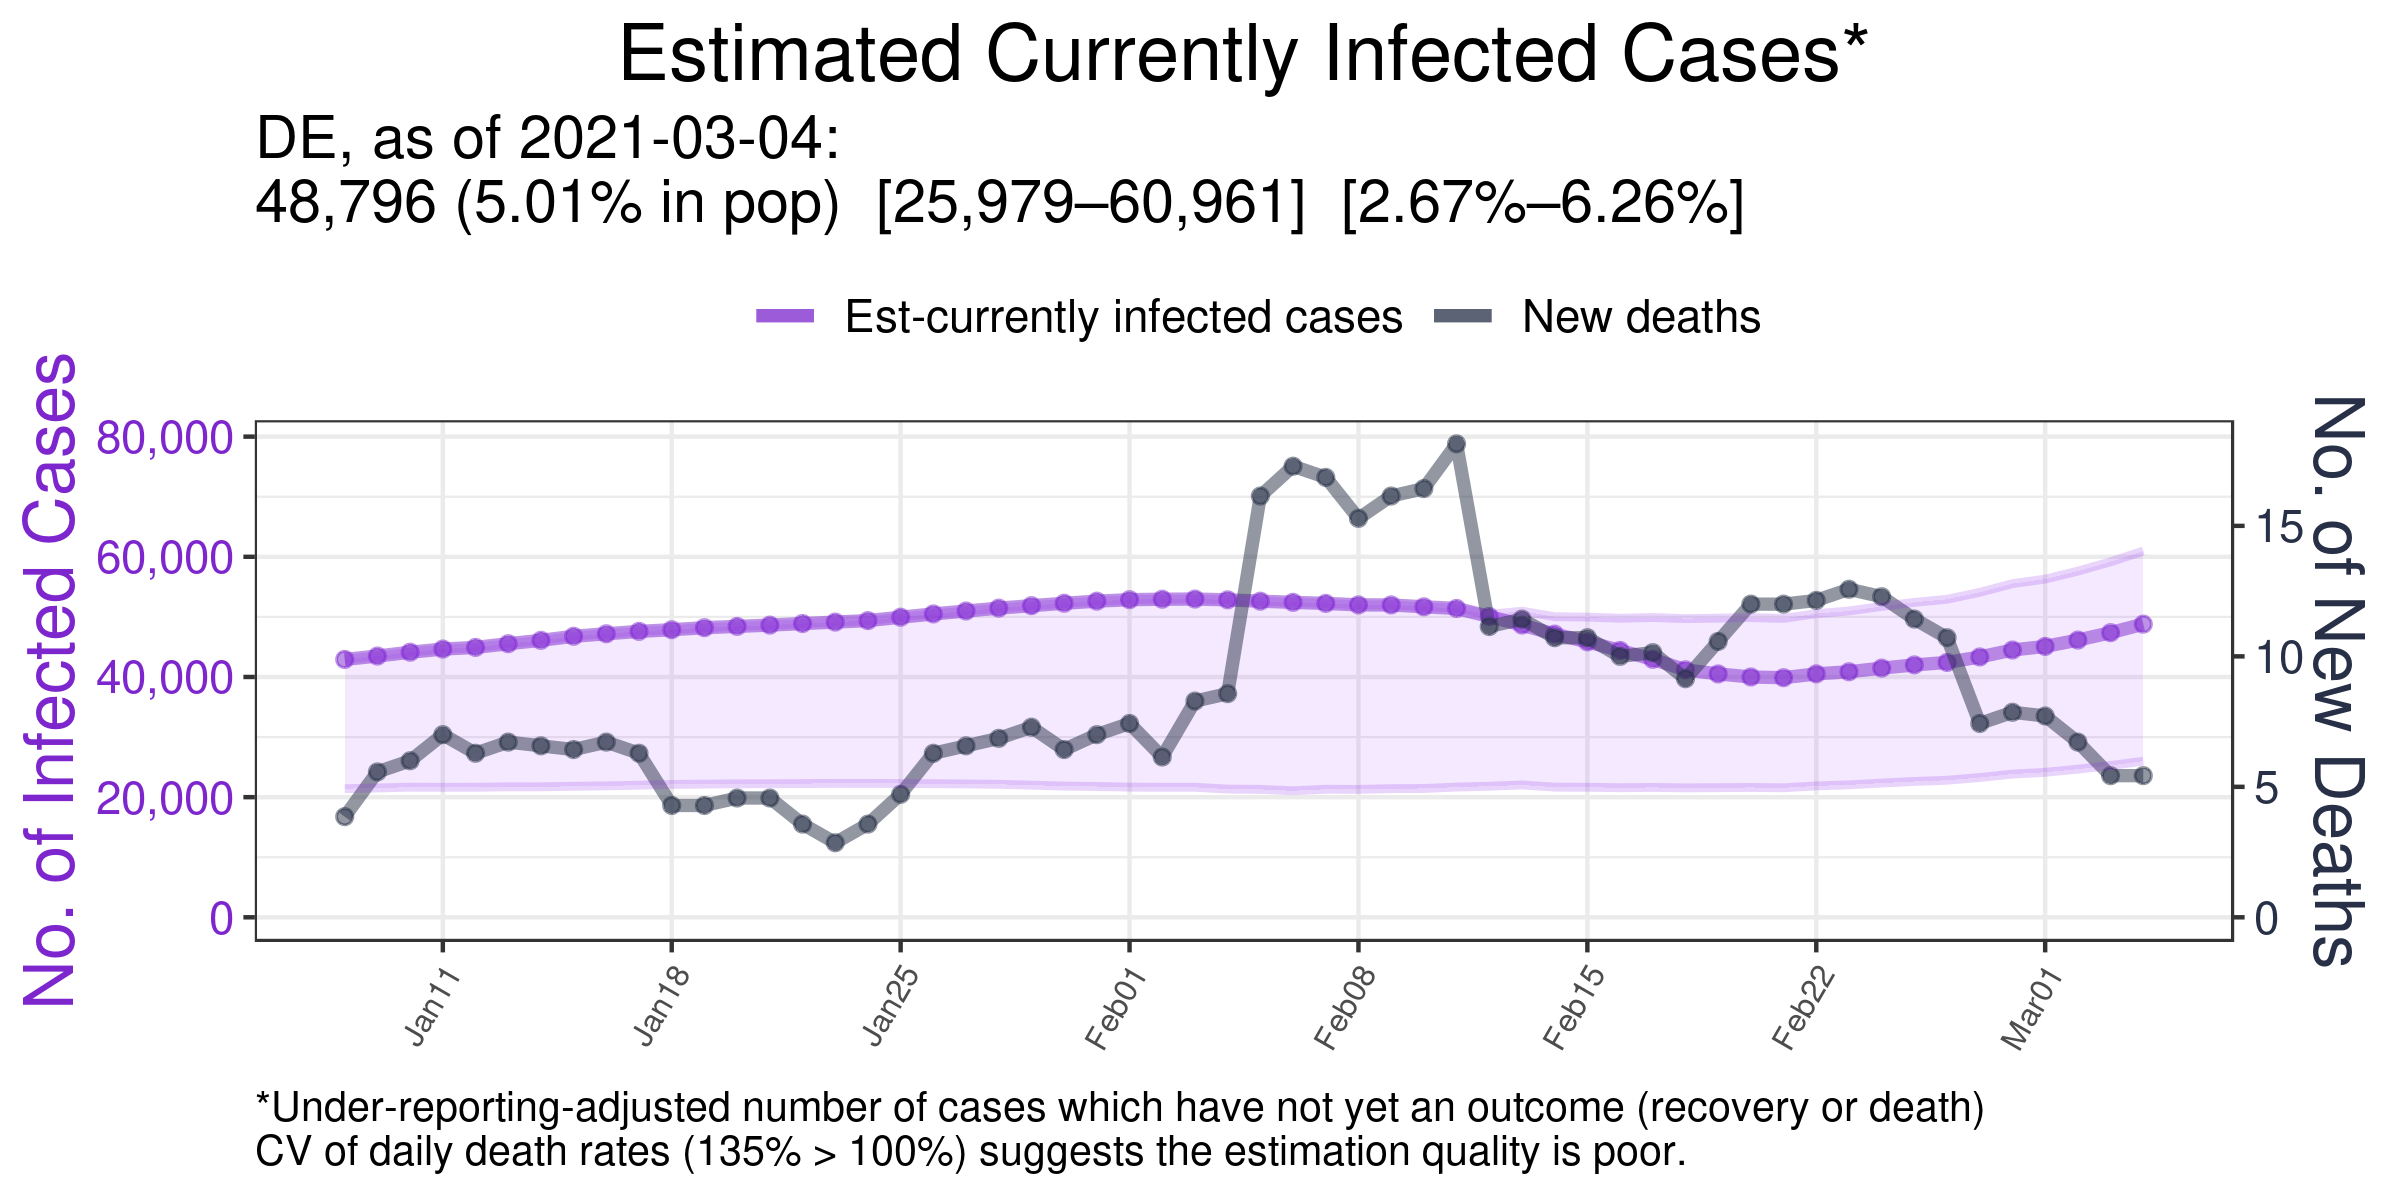 Estimated Currently Infected Cases*
DE, as of 2021-03-04:
48,796 (5.01% in pop)  [25,979–60,961]  [2.67%–6.26%]
Est-currently infected cases
New deaths
No. of Infected Cases
80,000
60,000
40,000
20,000
0
15
10
5
0
No. of New Deaths
Jan11
Jan18
Jan25
Feb01
Feb08
Feb15
Feb22
Mar01
*Under-reporting-adjusted number of cases which have not yet an outcome (recovery or death)
CV of daily death rates (135% > 100%) suggests the estimation quality is poor.